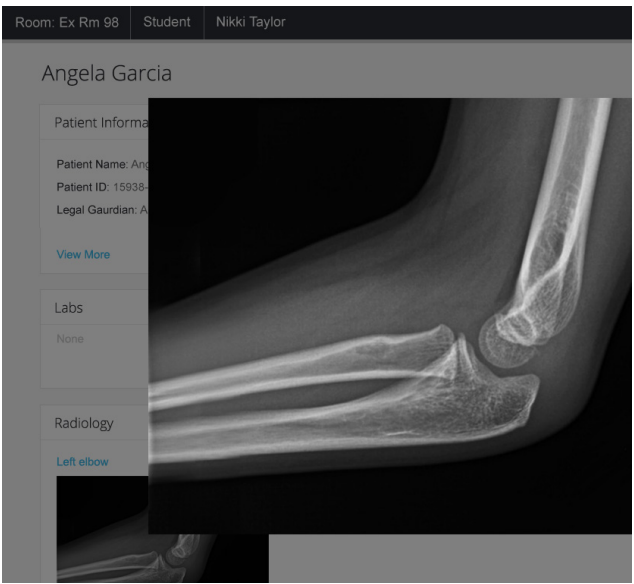 Room: Ex Rm 98 Student Nikki Taylor
Angela Garcia
Patient Informa
Patient Name: Ang
Patient ID: 15938-
Legal Gaurdian: A
View More
Labs
None
Radiology
Left elbow